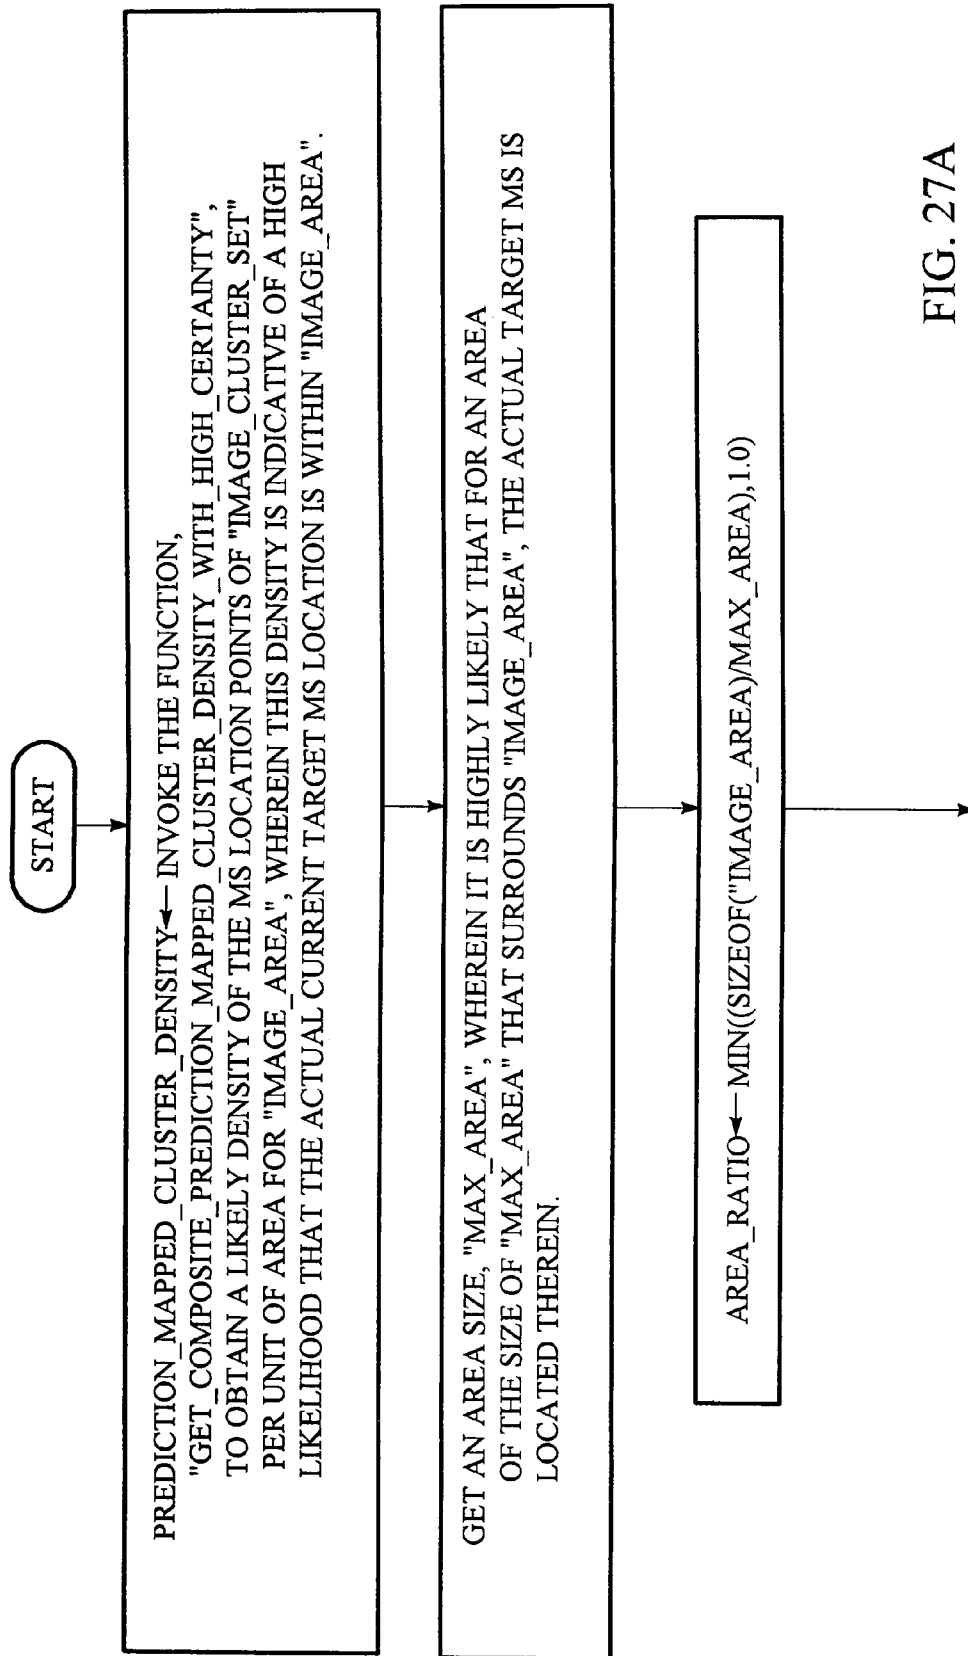 START
PREDICTION_MAPPED_CLUSTER_DENSITY◄— INVOKE THE FUNCTION,
"GET_COMPOSITE_PREDICTION_MAPPED_CLUSTER_DENSITY_WITH_HIGH_CERTAINTY",
TO OBTAIN A LIKELY DENSITY OF THE MS LOCATION POINTS OF "IMAGE_CLUSTER_SET"
PER UNIT OF AREA FOR "IMAGE_AREA", WHEREIN THIS DENSITY IS INDICATIVE OF A HIGH
LIKELIHOOD THAT THE ACTUAL CURRENT TARGET MS LOCATION IS WITHIN "IMAGE_AREA".
GET AN AREA SIZE, "MAX_AREA", WHEREIN IT IS HIGHLY LIKELY THAT FOR AN AREA
OF THE SIZE OF "MAX_AREA" THAT SURROUNDS "IMAGE_AREA", THE ACTUAL TARGET MS IS
LOCATED THEREIN.
AREA_RATIO◄— MIN((SIZEOF("IMAGE_AREA)/MAX_AREA),1.0)
FIG. 27A